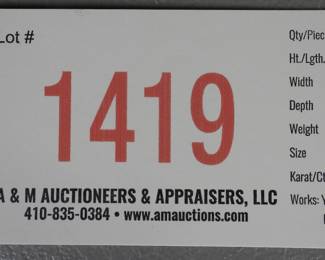 Lot #
1419
A & M AUCTIONEERS & APPRAISERS, LLC
410-835-0384 • www.amauctions.com
Qty/Piec
Ht./Lgth.
Width
Depth
Weight
Size
Karat/Ct
Works: Y